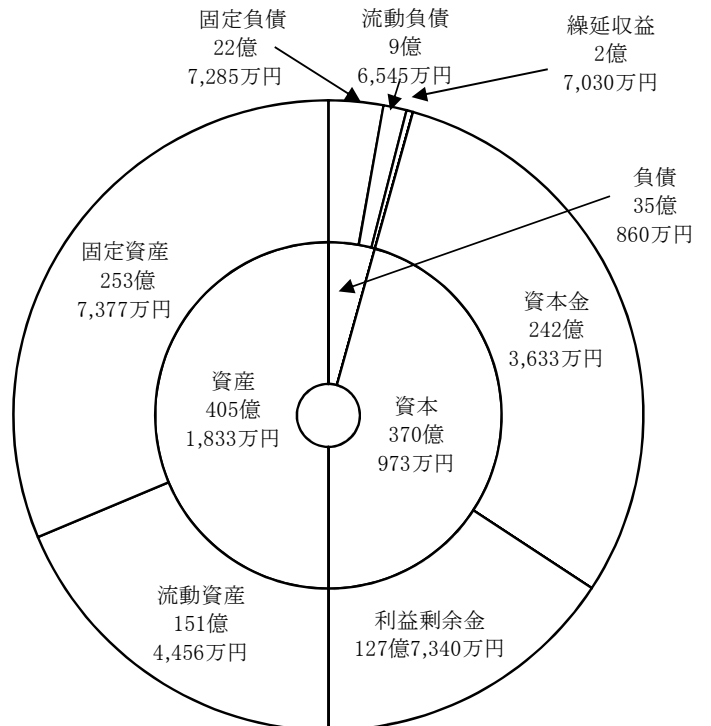 固定負債
22億
7,285万円
流動負債
9億
6,545万円
繰延収益
2億
7,030万円
負債
35億
860万円
固定資産
253億
7,377万円
資本金
242億
3,633万円
資産
405億
1,833万円
資本
370億
973万円
流動資産
151億
4,456万円
利益剰余金
127億7,340万円